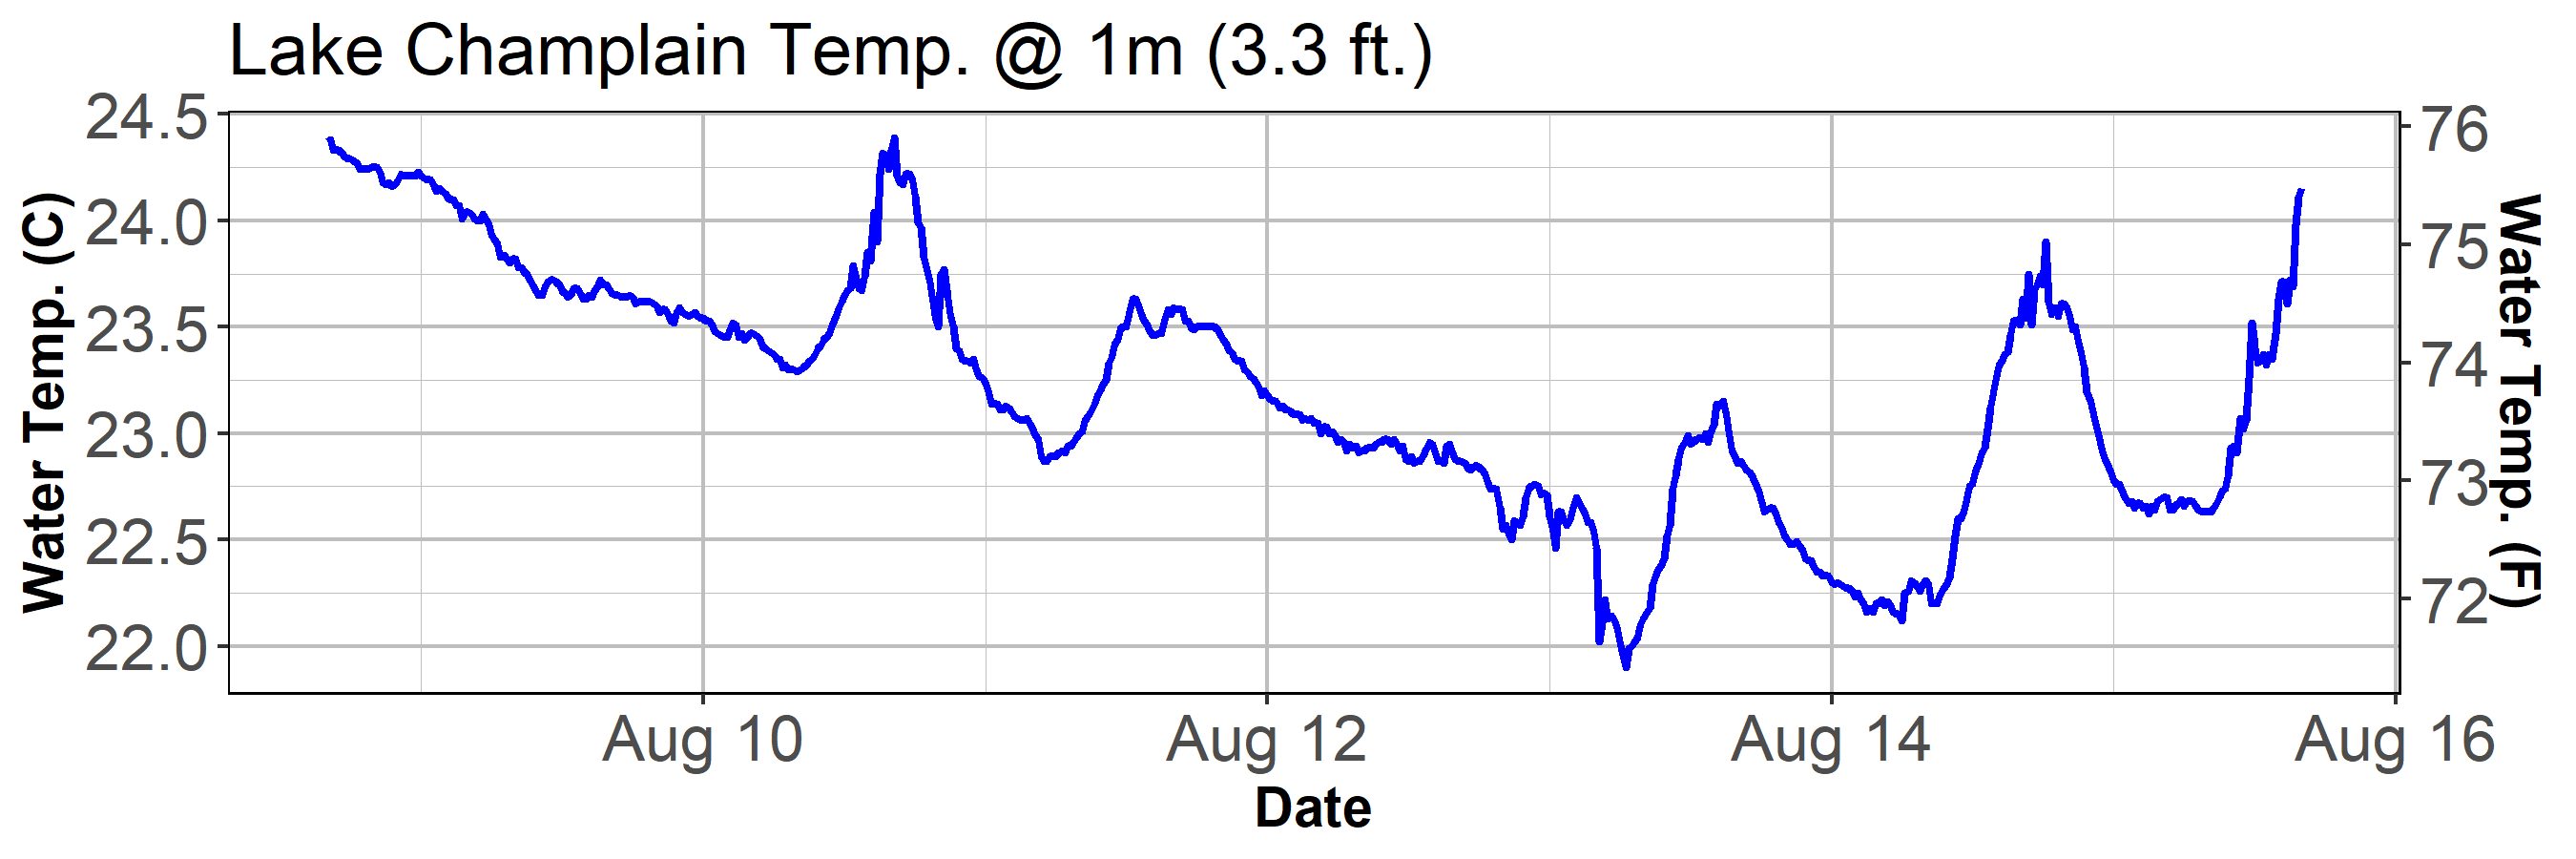 Lake Champlain Temp. @ 1m (3.3 ft.)
Water Temp. (C)
24.5
24.0
23.5
23.0
22.5
22.0
76
75
74
73
72
Water Temp. (F)
Aug 10 Aug 12 Aug 14 Aug 16
Date